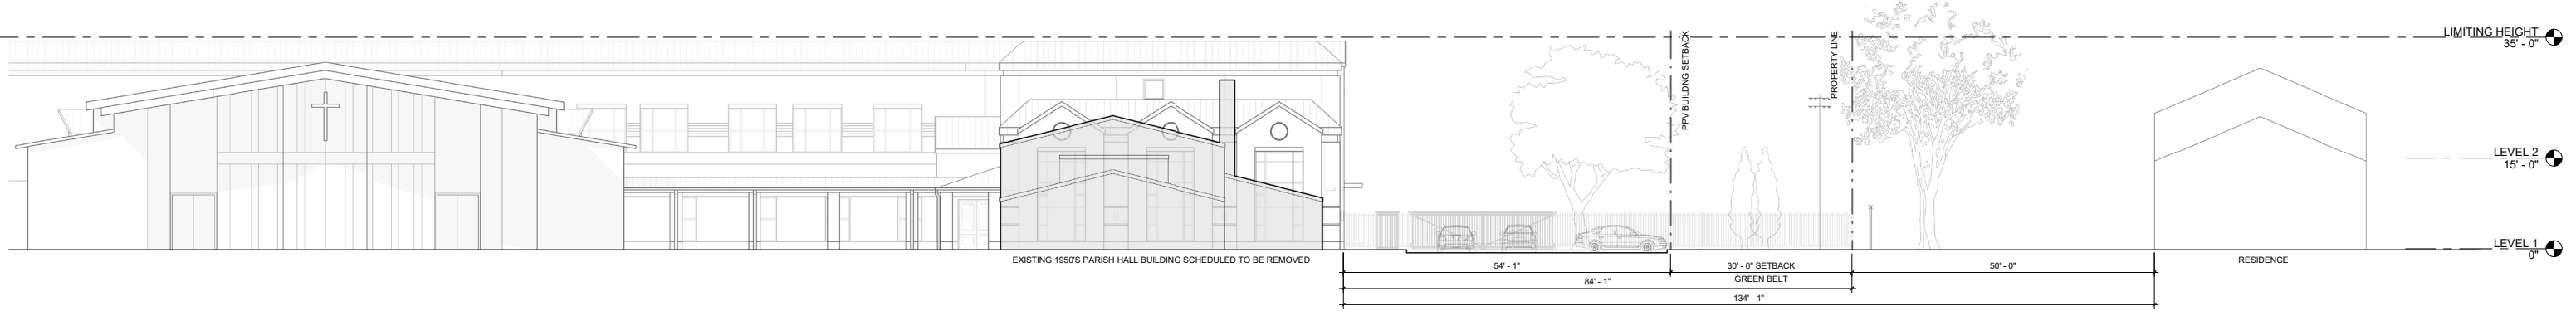 LIMITING HEIGHT
35' - 0"
PPV BUILDNG SETBACK
PROPERTY LINE
LEVEL 2
15' - 0"
LEVEL 1
0"
EXISTING 1950'S PARISH HALL BUILDING SCHEDULED TO BE REMOVED
54' - 1"
30' - 0" SETBACK
50' - 0"
RESIDENCE
84' - 1"
GREEN BELT
134' - 1"